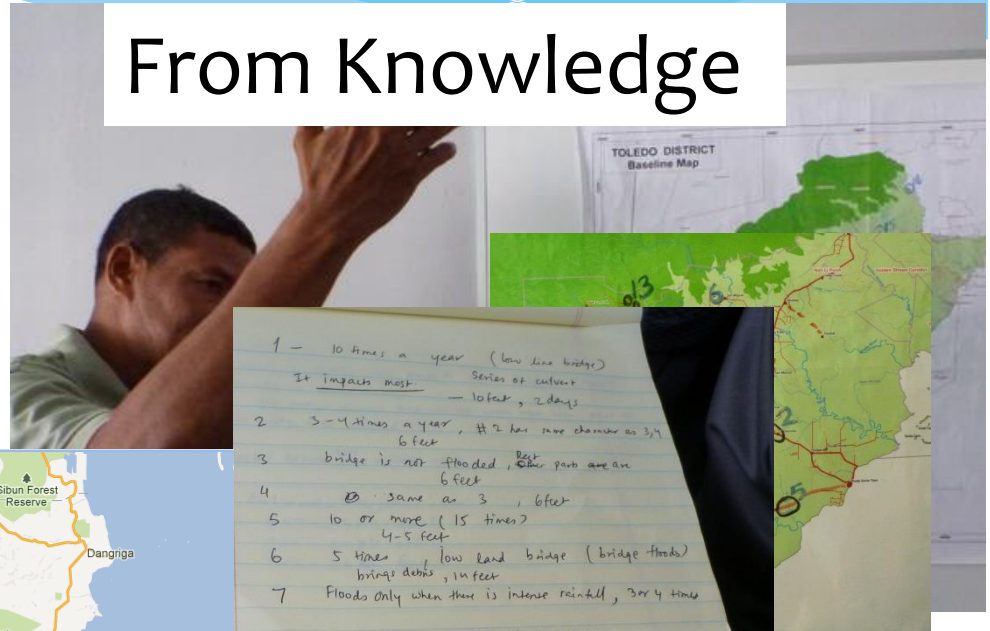 From Knowledge
TOLEDO DISTRICT
Baseline Map
13
6
1 - 10 times a year (low line bridge)
It impacts most Series of culvert
- 10 feet, 2 days
2 3-4 times a year, #2 has same character as 3,4
6 feet
3 bridge is not flooded, Rest parts are
6 feet
4 same as 3, 6 feet
5 10 or more (15 times)
4-5 feet
6 5 times, low land bridge (bridge floods)
brings debris, 14 feet
7 Floods only when there is intense rainfall, 3 or 4 times
2
5
Sibun Forest
Reserve
Dangriga